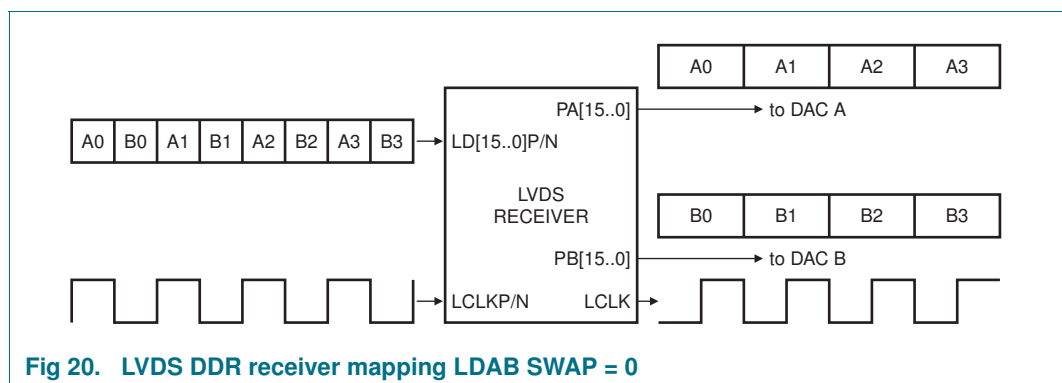 A0 A1 A2 A3
PA[15..0] to DAC A
A0 B0 A1 B1 A2 B2 A3 B3 LD[15..0]P/N
LVDS
RECEIVER
B0 B1 B2 B3
PB[15..0] to DAC B
LCLKP/N LCLK
Fig 20. LVDS DDR receiver mapping LDAB SWAP = 0